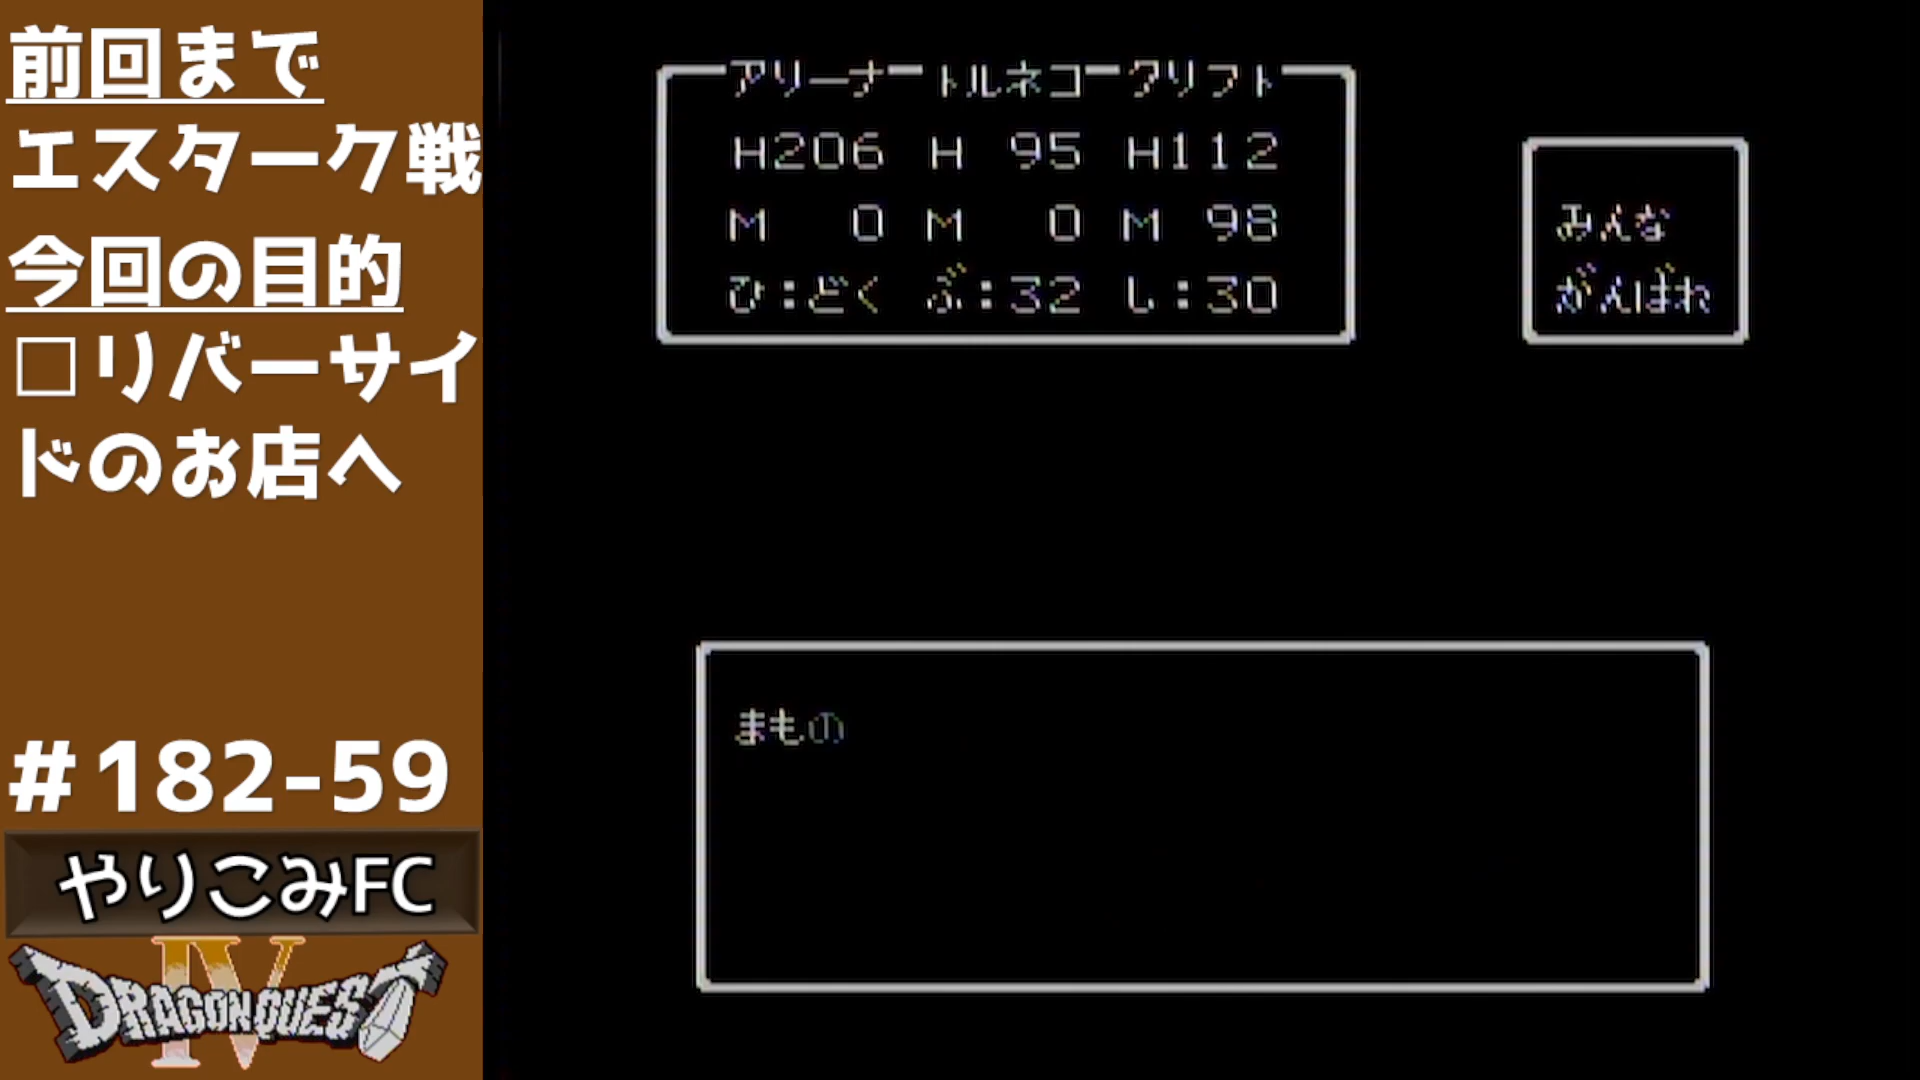 前回まで
エスターク戦
今回の目的
□リバーサイ
ドのお店へ
#182-59
やりこみFC
IV
DRAGON QUEST
アリーナ トルネコ クリフト
H206 H 95 H112
M 0 M 0 M 98
ひ:どく ぶ:32 し:30
みんな
がんばれ
まもの